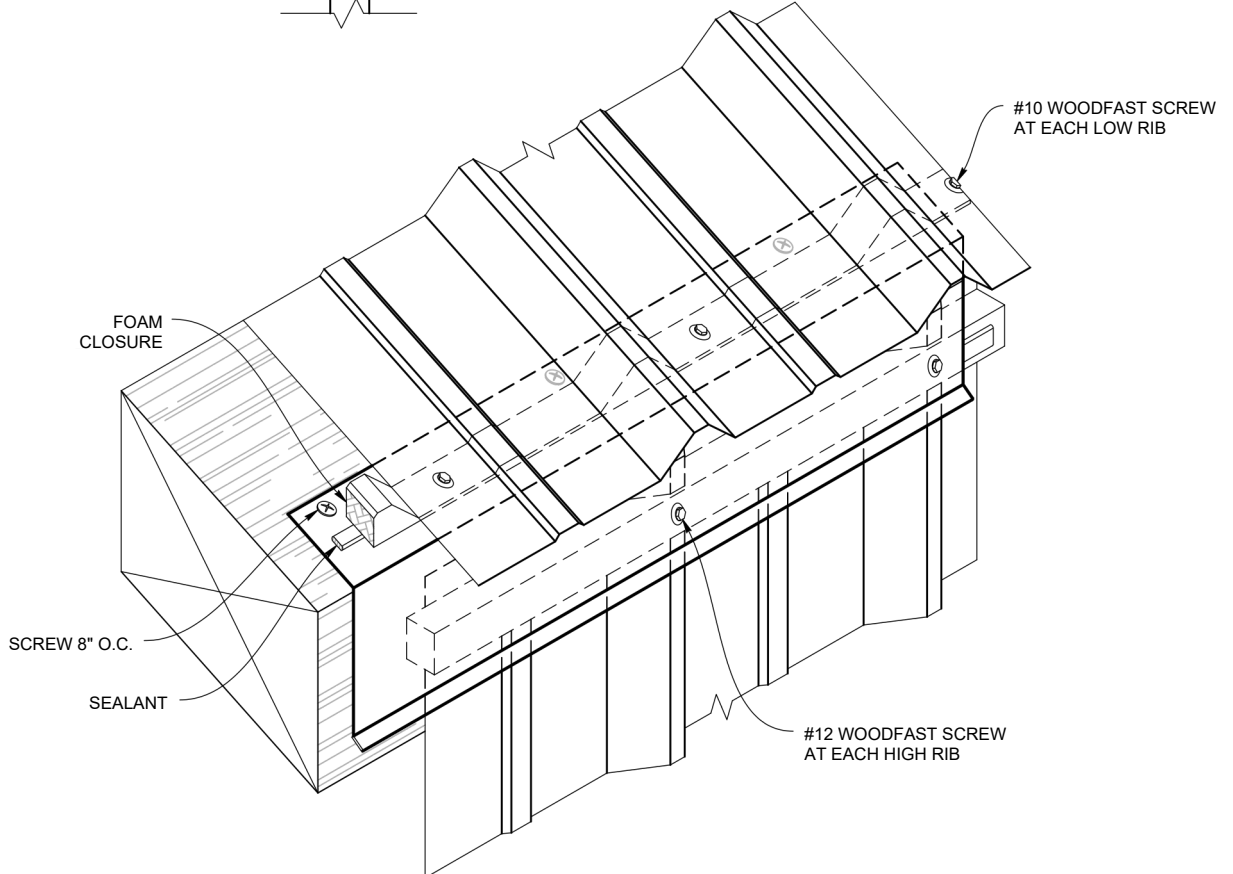 #10 WOODFAST SCREW
AT EACH LOW RIB
FOAM
CLOSURE
SCREW 8" O.C.
SEALANT
#12 WOODFAST SCREW
AT EACH HIGH RIB